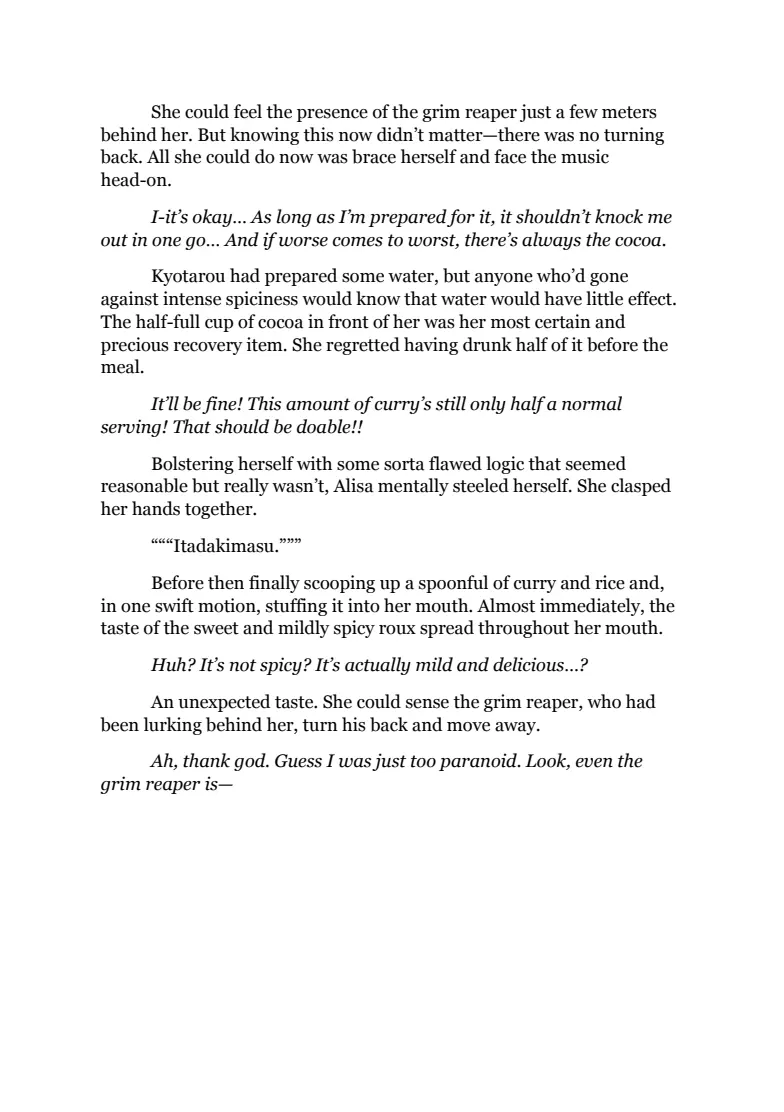 She could feel the presence of the grim reaper just a few meters
behind her. But knowing this now didn’t matter—there was no turning
back. All she could do now was brace herself and face the music
head-on.
I-it’s okay… As long as I’m prepared for it, it shouldn’t knock me
out in one go… And if worse comes to worst, there’s always the cocoa.
Kyotarou had prepared some water, but anyone who’d gone
against intense spiciness would know that water would have little effect.
The half-full cup of cocoa in front of her was her most certain and
precious recovery item. She regretted having drunk half of it before the
meal.
It’ll be fine! This amount of curry’s still only half a normal
serving! That should be doable!!
Bolstering herself with some sorta flawed logic that seemed
reasonable but really wasn’t, Alisa mentally steeled herself. She clasped
her hands together.
“““Itadakimasu.”””
Before then finally scooping up a spoonful of curry and rice and,
in one swift motion, stuffing it into her mouth. Almost immediately, the
taste of the sweet and mildly spicy roux spread throughout her mouth.
Huh? It’s not spicy? It’s actually mild and delicious…?
An unexpected taste. She could sense the grim reaper, who had
been lurking behind her, turn his back and move away.
Ah, thank god. Guess I was just too paranoid. Look, even the
grim reaper is—